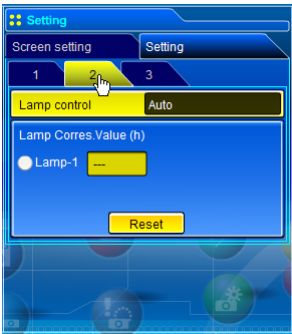 Setting
Screen setting Setting
1 2 3
Lamp control Auto
Lamp Corres.Value (h)
Lamp-1 ---
Reset